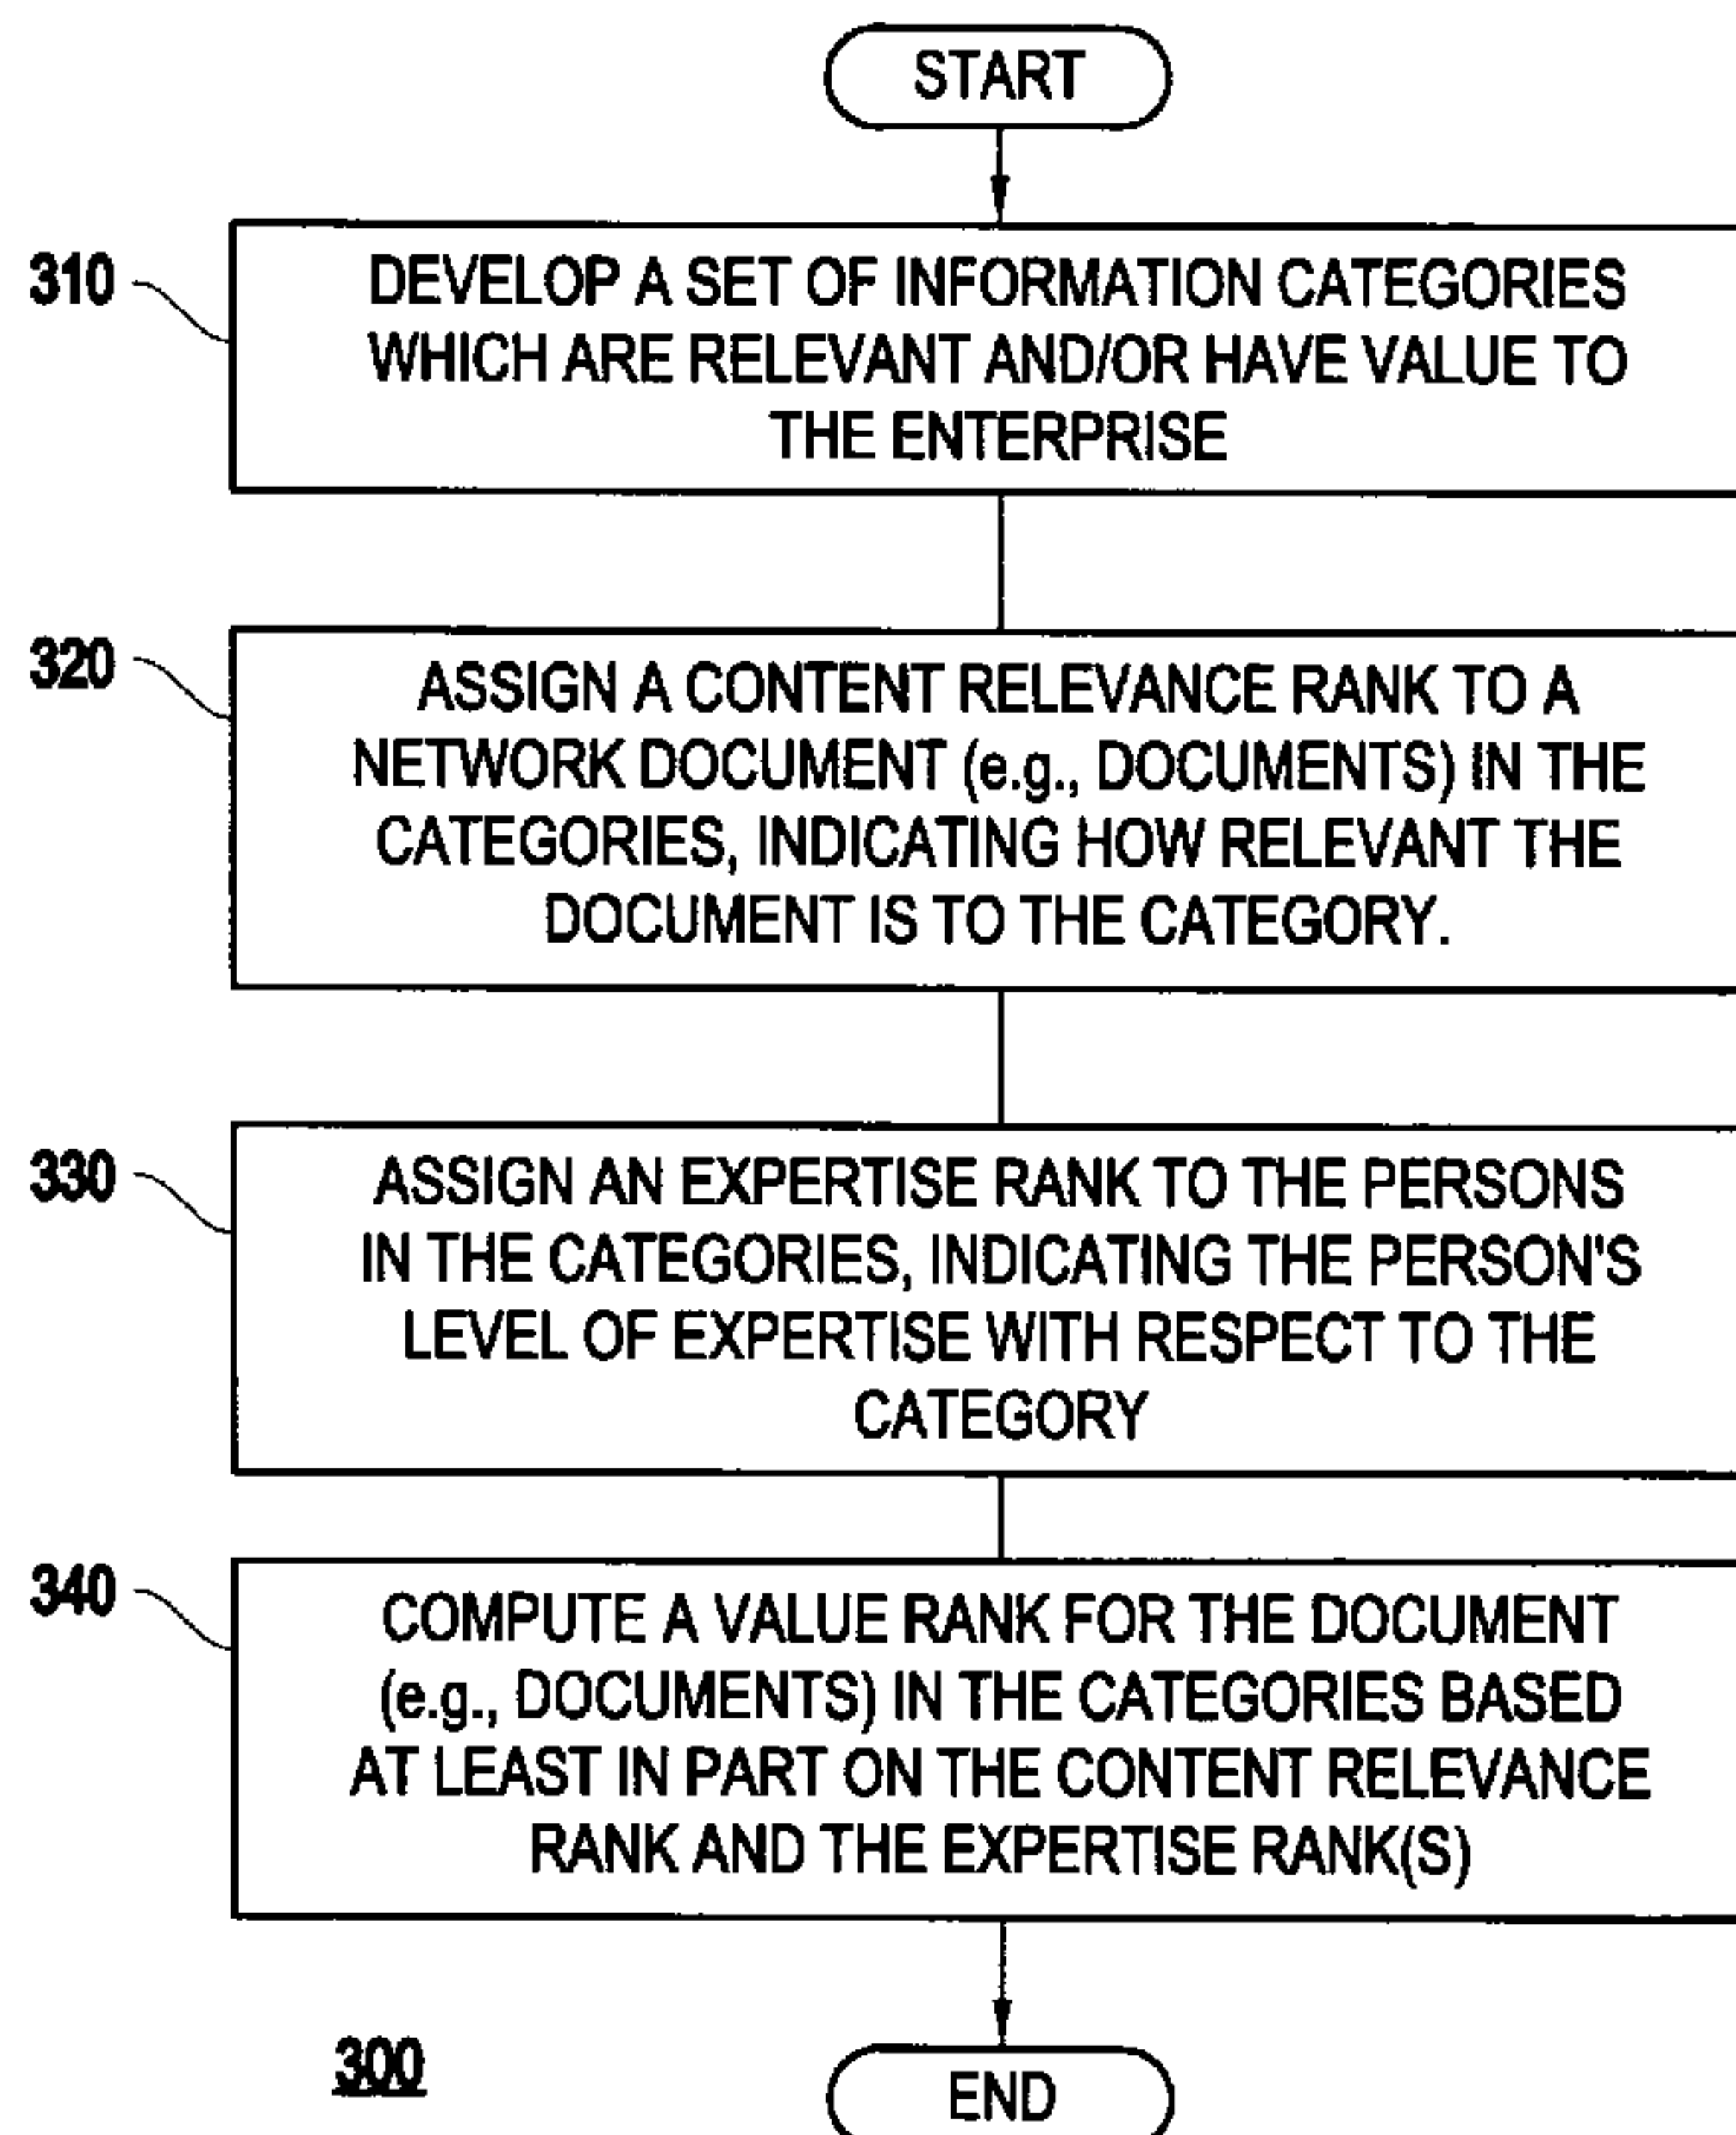 START
310
DEVELOP A SET OF INFORMATION CATEGORIES
WHICH ARE RELEVANT AND/OR HAVE VALUE TO
THE ENTERPRISE
320
ASSIGN A CONTENT RELEVANCE RANK TO A
NETWORK DOCUMENT (e.g., DOCUMENTS) IN THE
CATEGORIES, INDICATING HOW RELEVANT THE
DOCUMENT IS TO THE CATEGORY.
330
ASSIGN AN EXPERTISE RANK TO THE PERSONS
IN THE CATEGORIES, INDICATING THE PERSON'S
LEVEL OF EXPERTISE WITH RESPECT TO THE
CATEGORY
340
COMPUTE A VALUE RANK FOR THE DOCUMENT
(e.g., DOCUMENTS) IN THE CATEGORIES BASED
AT LEAST IN PART ON THE CONTENT RELEVANCE
RANK AND THE EXPERTISE RANK(S)
300
END